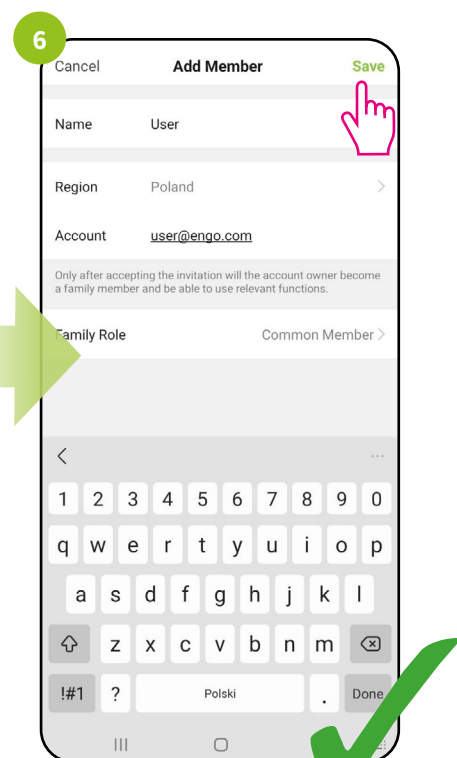 6
Cancel Add Member Save
Name User
Region Poland
Account user@engo.com
Only after accepting the invitation will the account owner become
a family member and be able to use relevant functions.
Family Role Common Member
1 2 3 4 5 6 7 8 9 0
q w e r t y u i o p
a s d f g h j k l
z x c v b n m
!#1 ? Polski . Done